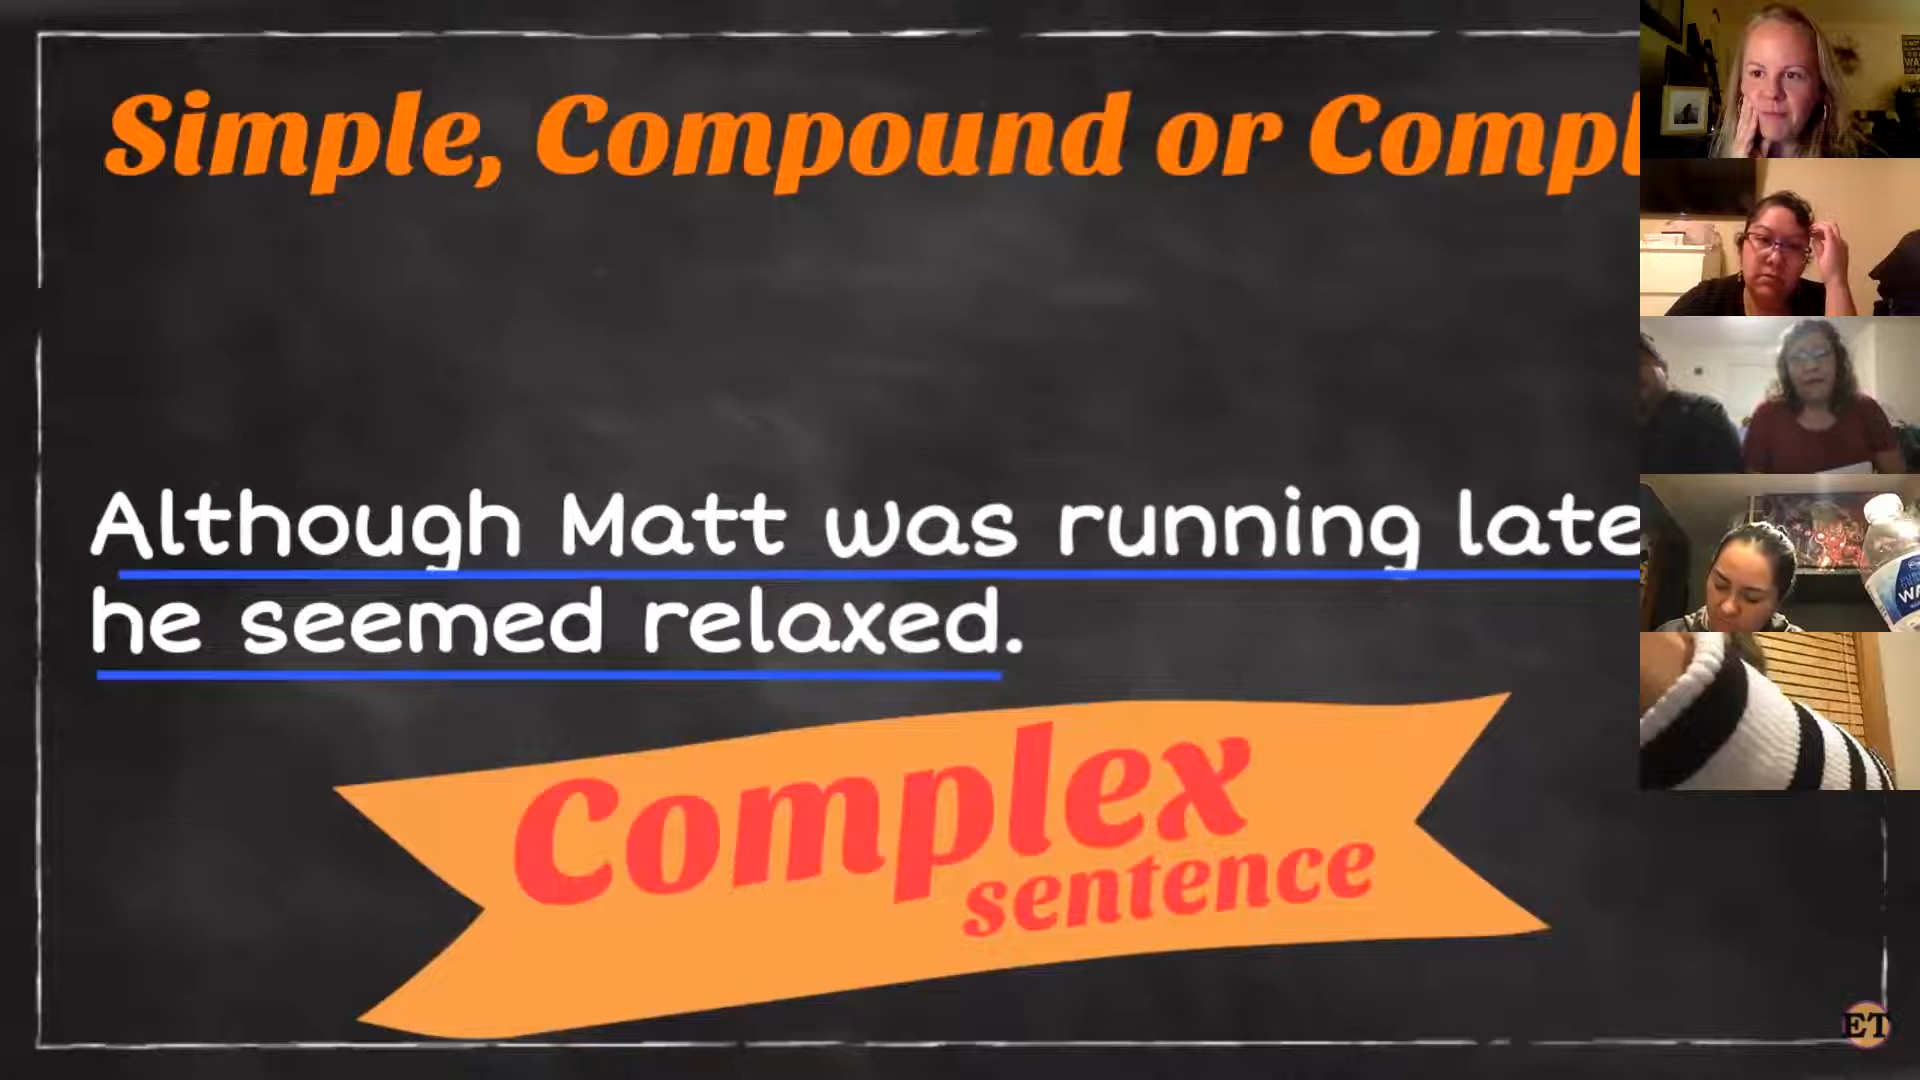 Simple, Compound or Compl
Although Matt was running late
he seemed relaxed.
Complex
sentence
ET